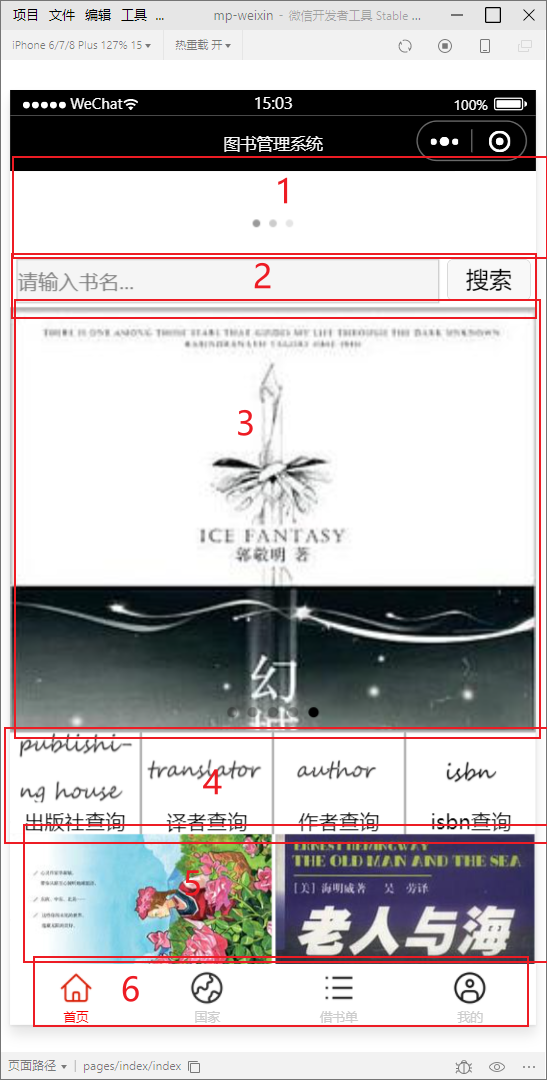 项目 文件 编辑 工具 ... mp-weixin - 微信开发者工具 Stable ...
iPhone 6/7/8 Plus 127% 15 热重载 开
WeChat 15:03 100%
图书管理系统
1
请输入书名... 2 搜索
THERE IS ONE AMONG THOSE STARS THAT GUIDES MY LIFE THROUGH THE DARK UNKNOWN
3
ICE FANTASY
郭敬明 著
幻
城
publishi-
ng house
translator
author
isbn
4
出版社查询 译者查询 作者查询 isbn查询
5
ERNEST HEMINGWAY
THE OLD MAN AND THE SEA
[美] 海明威著 吴 劳译
老人与海
6
首页 国家 借书单 我的
页面路径 pages/index/index